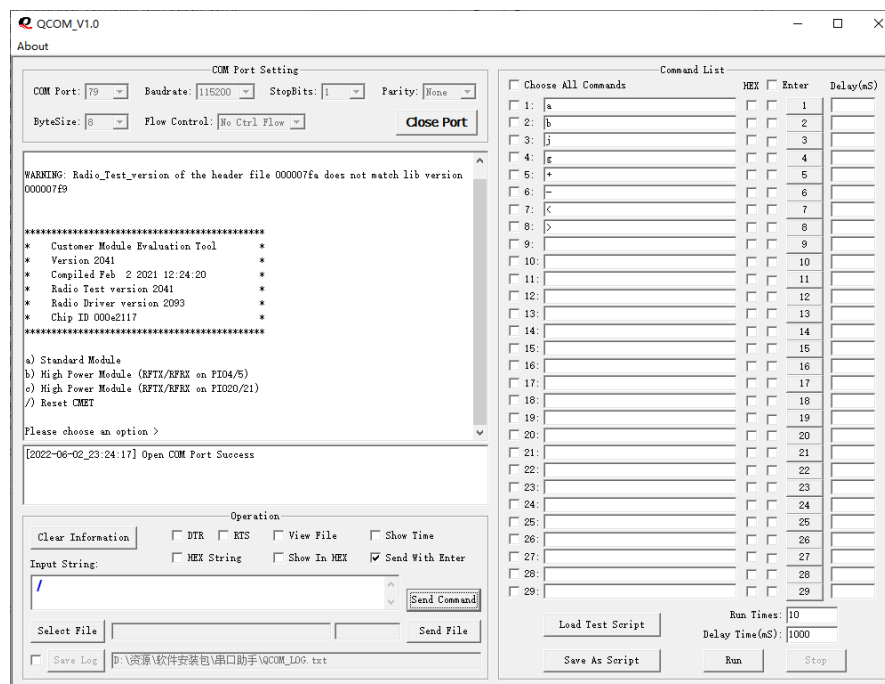 QCOM_V1.0
About
COM Port Setting
COM Port: 79 Baudrate: 115200 StopBits: 1 Parity: None
ByteSize: 8 Flow Control: No Ctrl Flow Close Port
WARNING: Radio_Test_version of the header file 000007fa does not match lib version
000007f9
*******************************************
* Customer Module Evaluation Tool *
* Version 2041 *
* Compiled Feb 2 2021 12:24:20 *
* Radio Test version 2041 *
* Radio Driver version 2093 *
* Chip ID 000e2117 *
*******************************************
a) Standard Module
b) High Power Module (RFTX/RFRX on PIO4/5)
c) High Power Module (RFTX/RFRX on PIO20/21)
/) Reset CMET
Please choose an option >
[2022-06-02_23:24:17] Open COM Port Success
Operation
Clear Information DTR RTS View File Show Time
HEX String Show In HEX Send With Enter
Input String:
/
Send Command
Select File Send File
Save Log D:\资源\软件安装包\串口助手\QCOM_LOG.txt
Command List
Choose All Commands HEX Enter Delay(mS)
1: a 1
2: b 2
3: j 3
4: g 4
5: + 5
6: - 6
7: < 7
8: > 8
9: 9
10: 10
11: 11
12: 12
13: 13
14: 14
15: 15
16: 16
17: 17
18: 18
19: 19
20: 20
21: 21
22: 22
23: 23
24: 24
25: 25
26: 26
27: 27
28: 28
29: 29
Load Test Script Run Times: 10
Delay Time(mS): 1000
Save As Script Run Stop